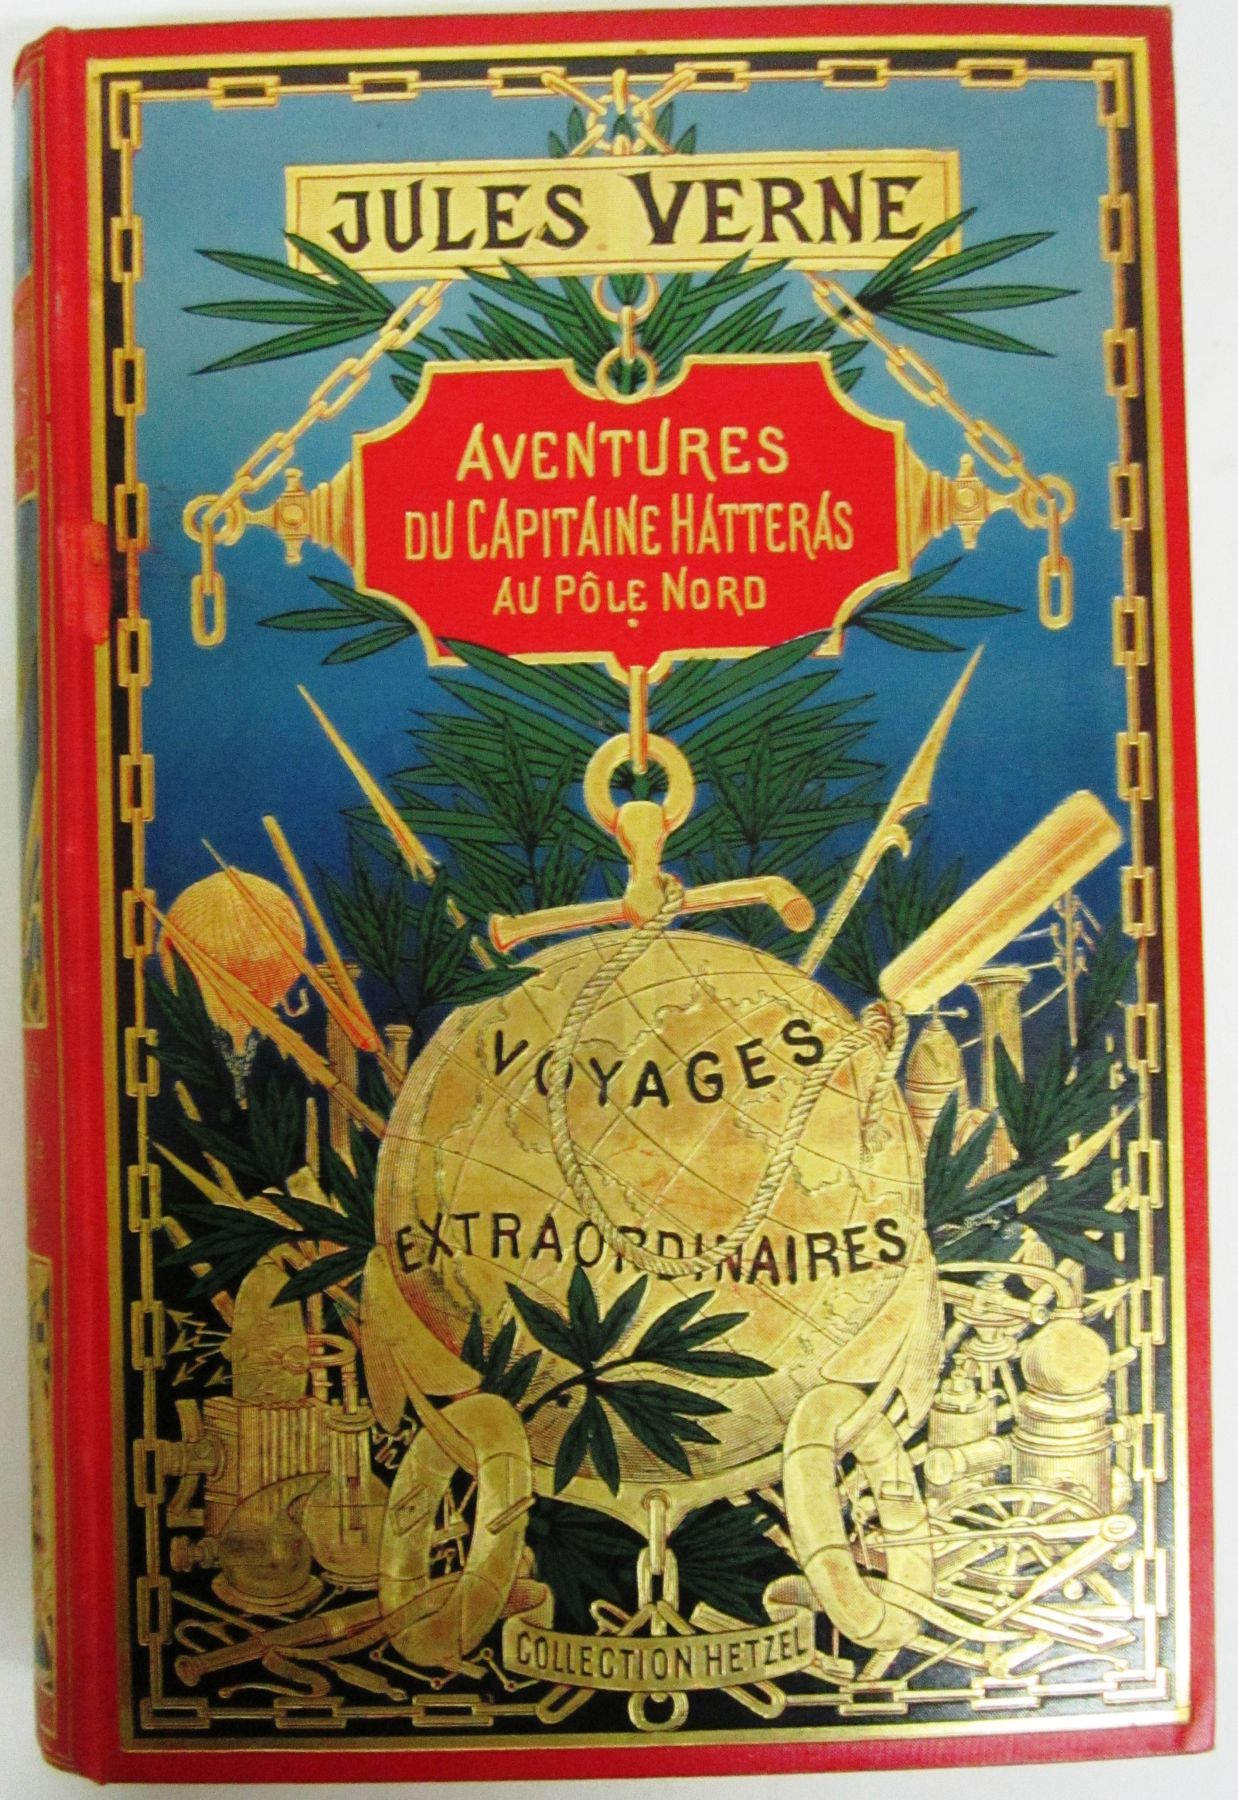 JULES VERNE
AVENTURES
DU CAPITAINE HATTERAS
AU PÔLE NORD
VOYAGES
EXTRAORDINAIRES
COLLECTION HETZEL